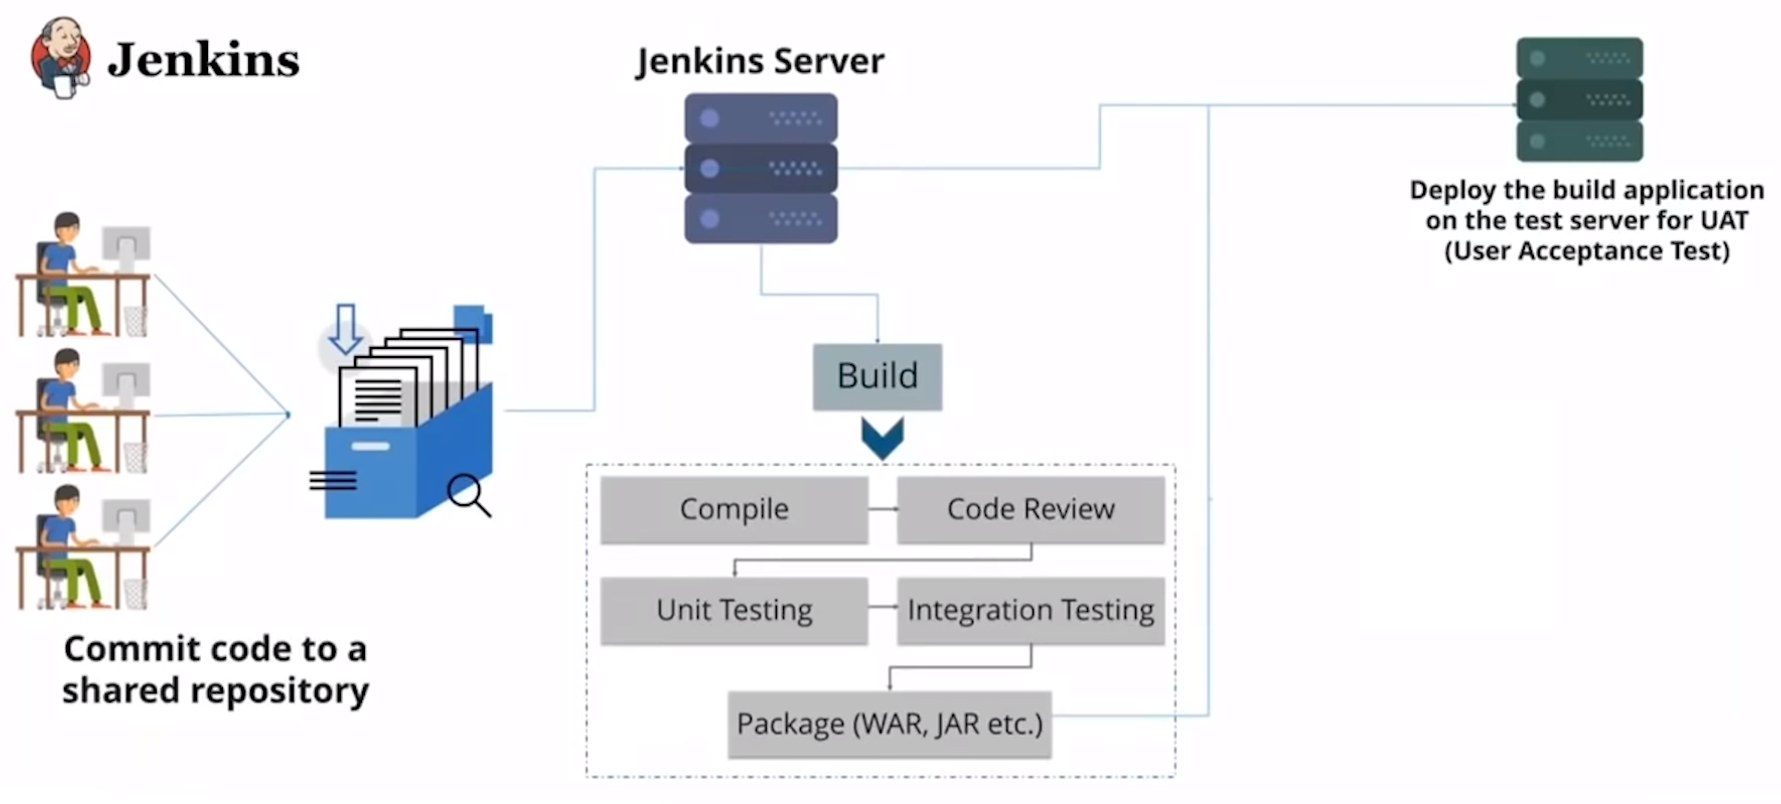 Jenkins
Jenkins Server
Deploy the build application
on the test server for UAT
(User Acceptance Test)
Build
Compile
Code Review
Unit Testing
Integration Testing
Package (WAR, JAR etc.)
Commit code to a
shared repository